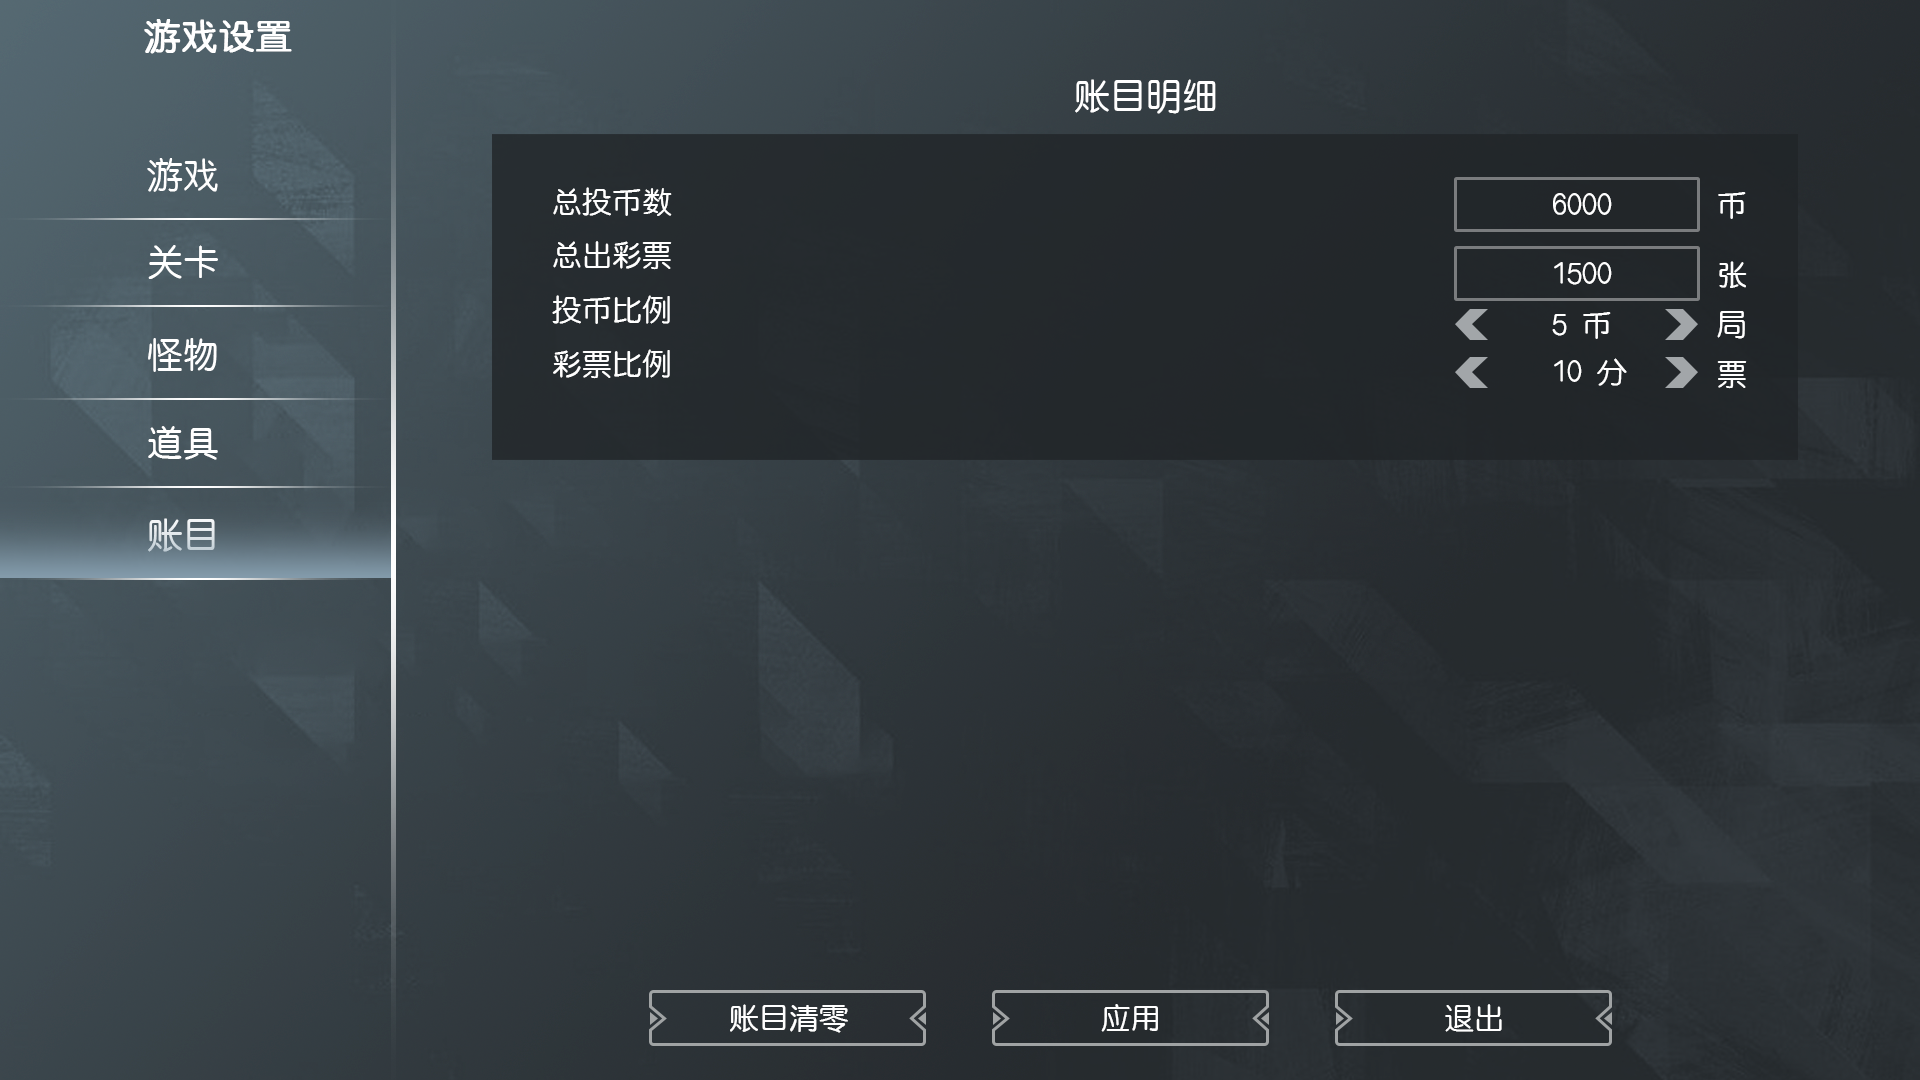 游戏设置
游戏
关卡
怪物
道具
账目
账目明细
总投币数 6000 币
总出彩票 1500 张
投币比例 5 币 局
彩票比例 10 分 票
账目清零 应用 退出